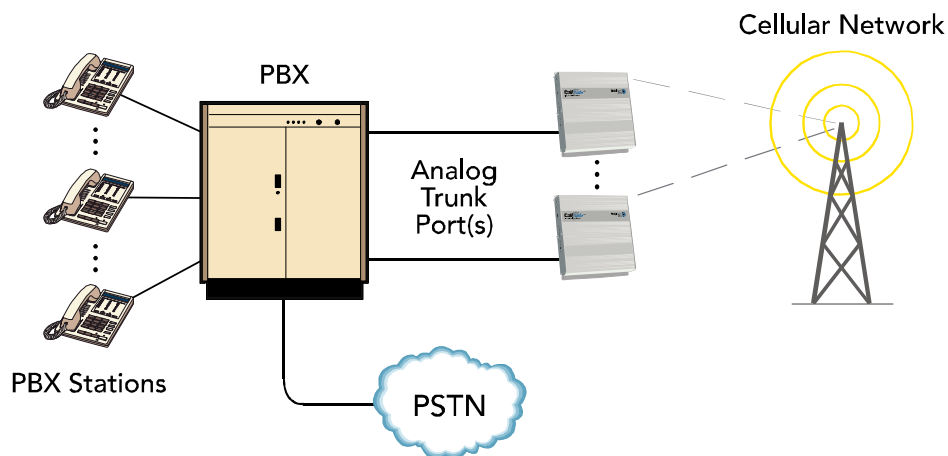 Cellular Network
PBX
Analog
Trunk
Port(s)
PBX Stations
PSTN